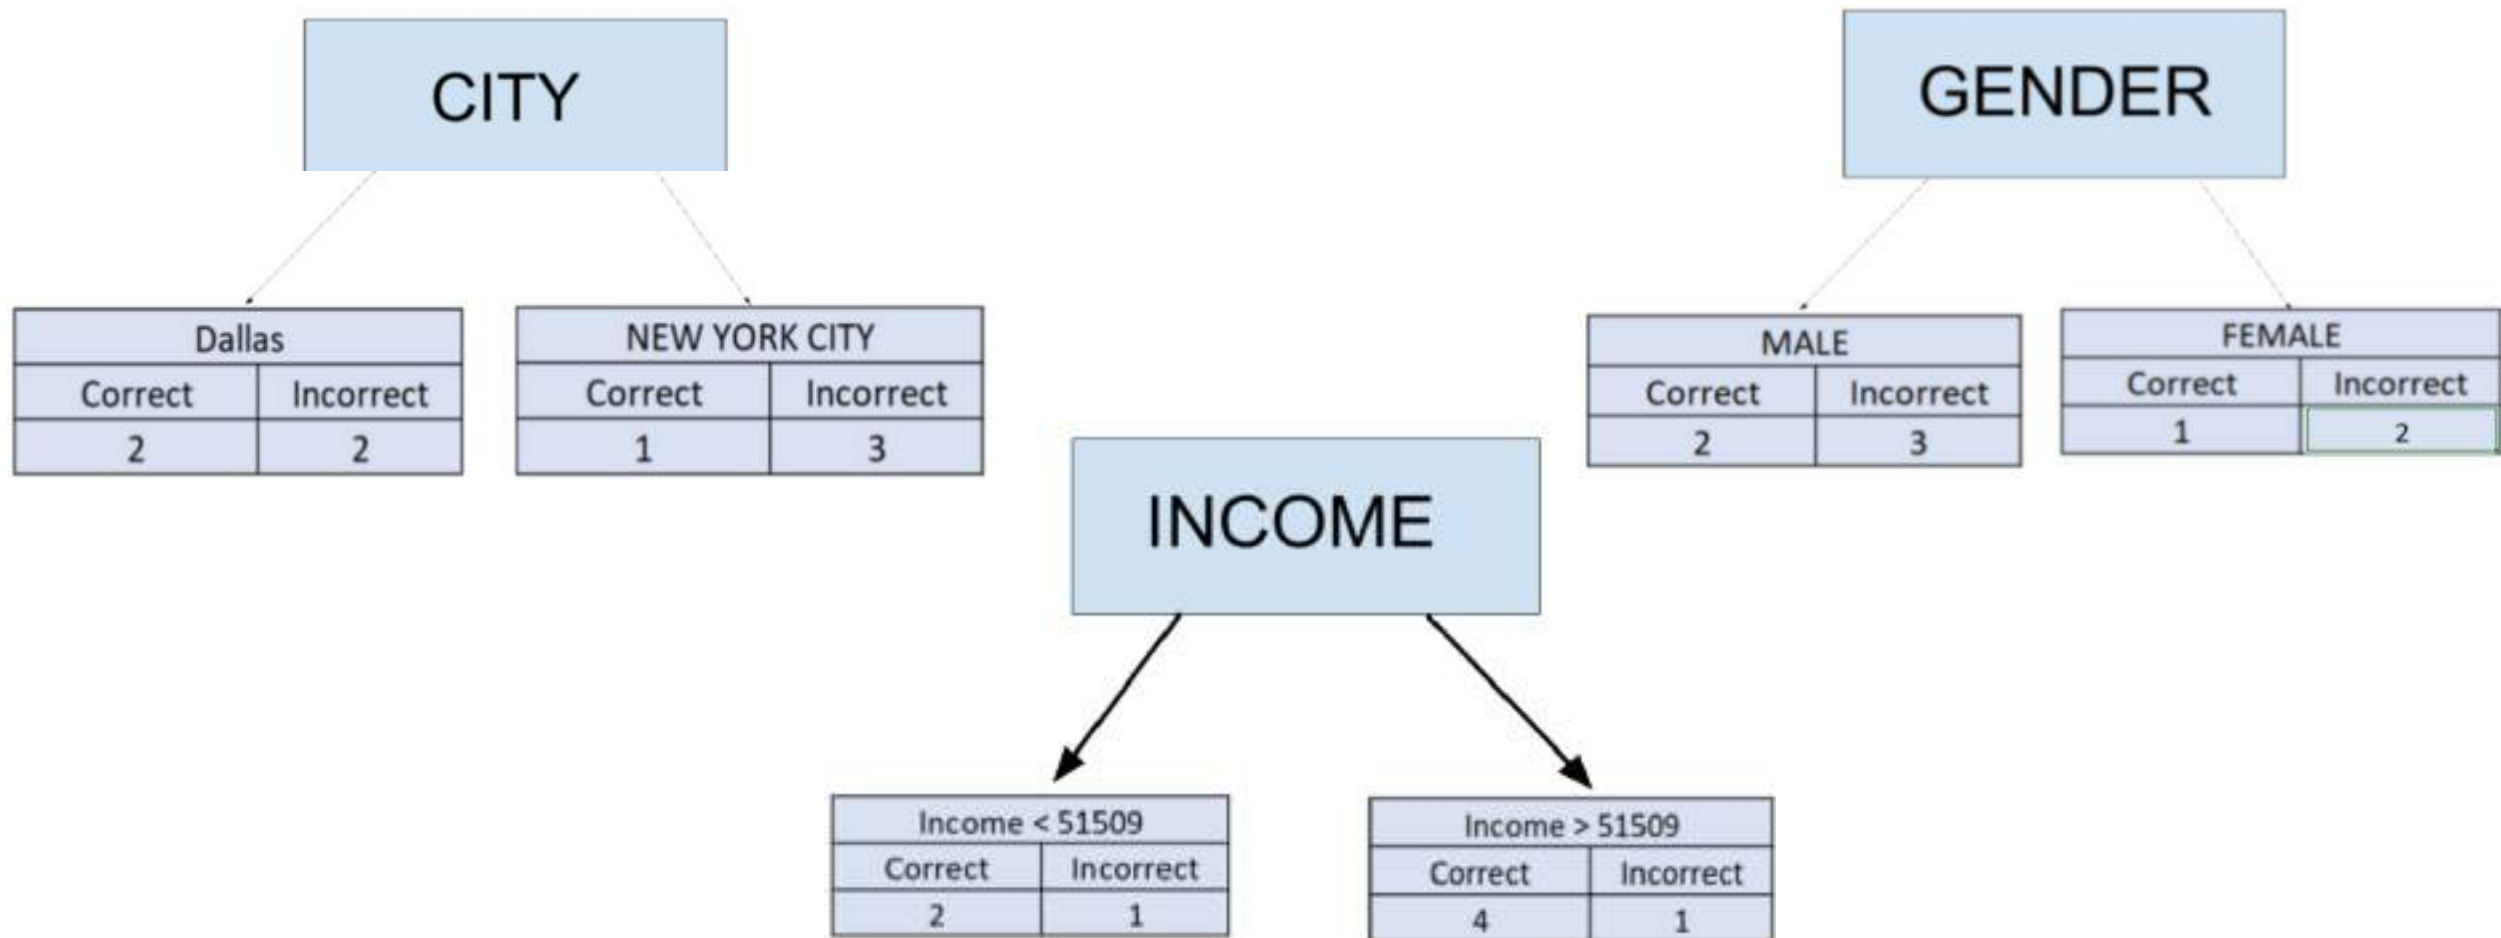 CITY
Dallas
Correct Incorrect
2 2
NEW YORK CITY
Correct Incorrect
1 3
GENDER
MALE
Correct Incorrect
2 3
FEMALE
Correct Incorrect
1 2
INCOME
Income < 51509
Correct Incorrect
2 1
Income > 51509
Correct Incorrect
4 1